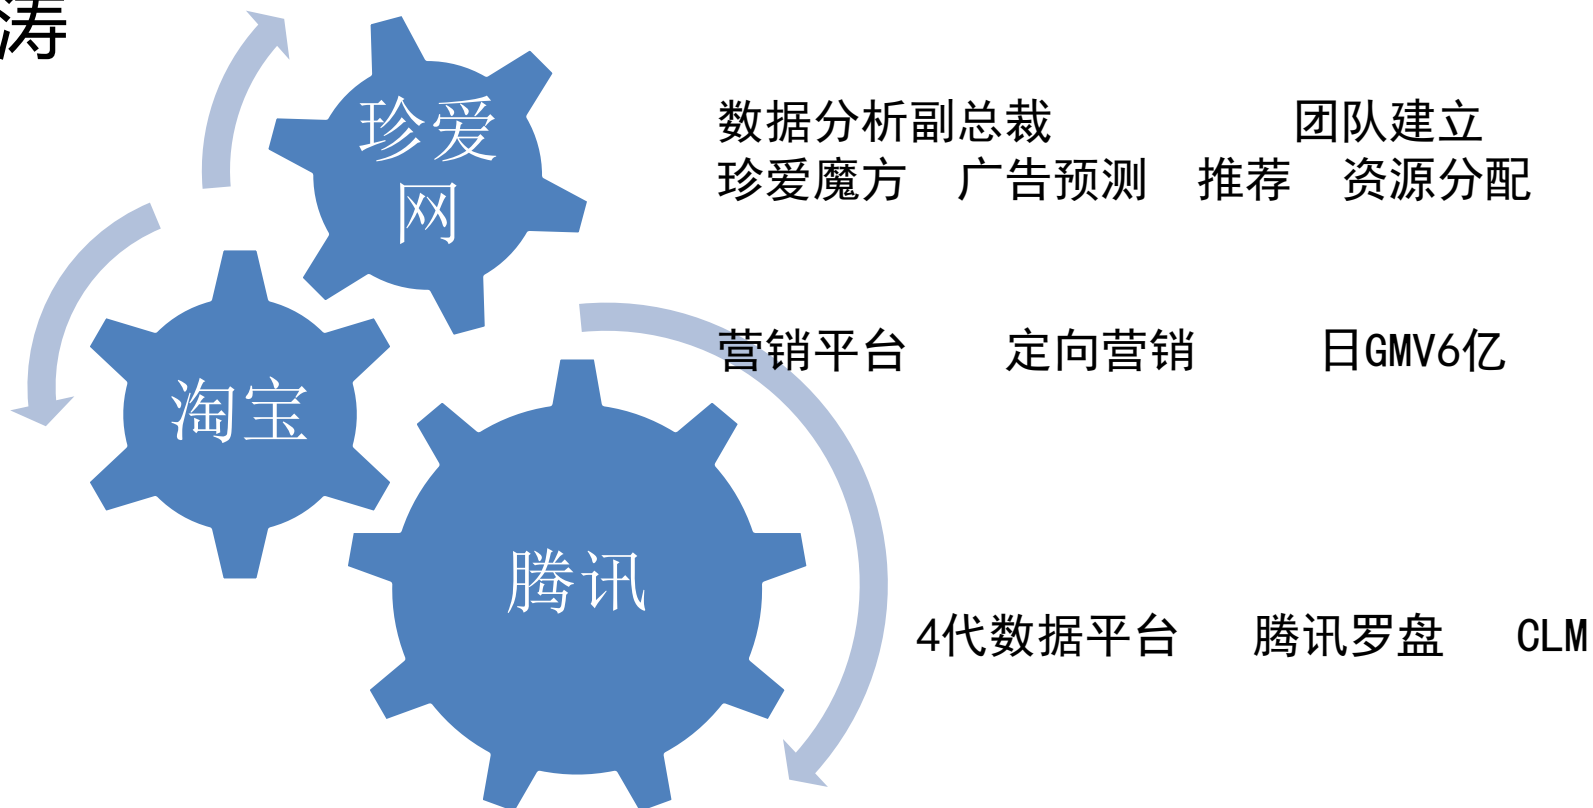 涛
珍爱
网
数据分析副总裁 团队建立
珍爱魔方 广告预测 推荐 资源分配
淘宝
营销平台 定向营销 日GMV6亿
腾讯
4代数据平台 腾讯罗盘 CLM